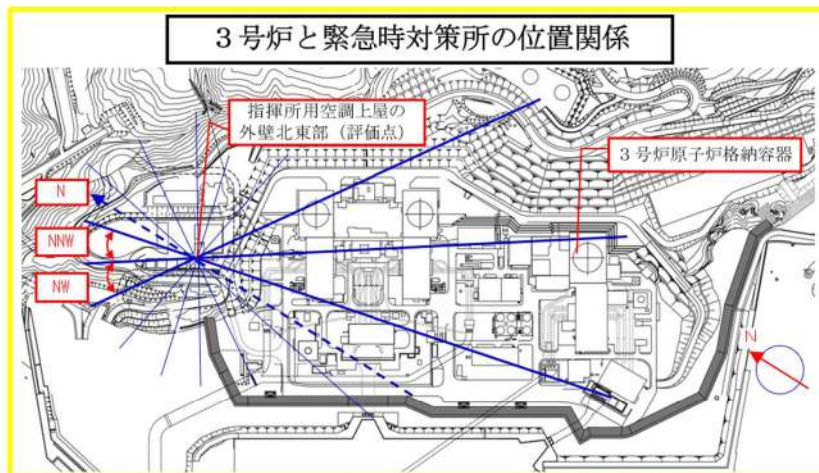 3号炉と緊急時対策所の位置関係
指揮所用空調上屋の
外壁北東部（評価点）
3号炉原子炉格納容器
N
NNW
NW
N